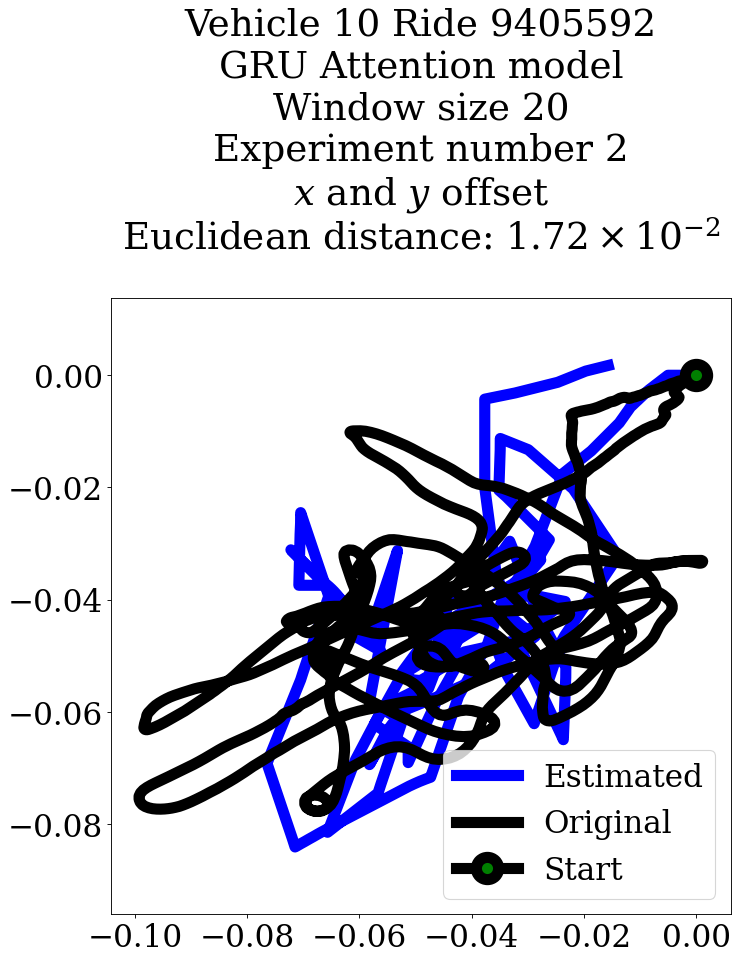 Vehicle 10 Ride 9405592
GRU Attention model
Window size 20
Experiment number 2
x and y offset
Euclidean distance: 1.72 × 10⁻²
0.00
−0.02
−0.04
−0.06
−0.08
Estimated
Original
Start
−0.10 −0.08 −0.06 −0.04 −0.02 0.00